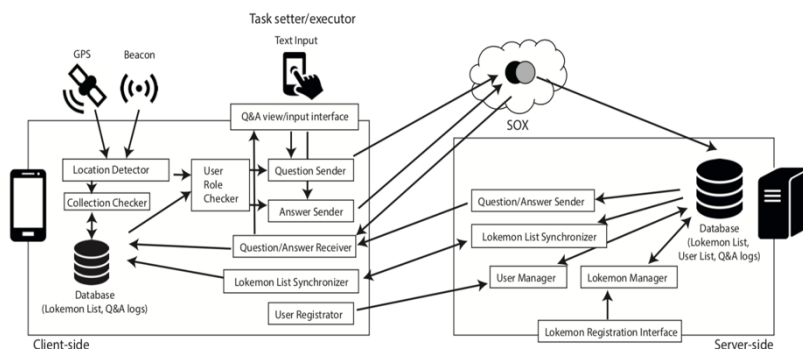 Task setter/executor
GPS
Beacon
Text Input
Q&A view/input interface
SOX
Location Detector
User
Role
Checker
Question Sender
Collection Checker
Answer Sender
Question/Answer Receiver
Lokemon List Synchronizer
User Registrator
Database
(Lokemon List, Q&A logs)
Client-side
Question/Answer Sender
Lokemon List Synchronizer
User Manager
Lokemon Manager
Database
(Lokemon List,
User List, Q&A logs)
Lokemon Registration Interface
Server-side